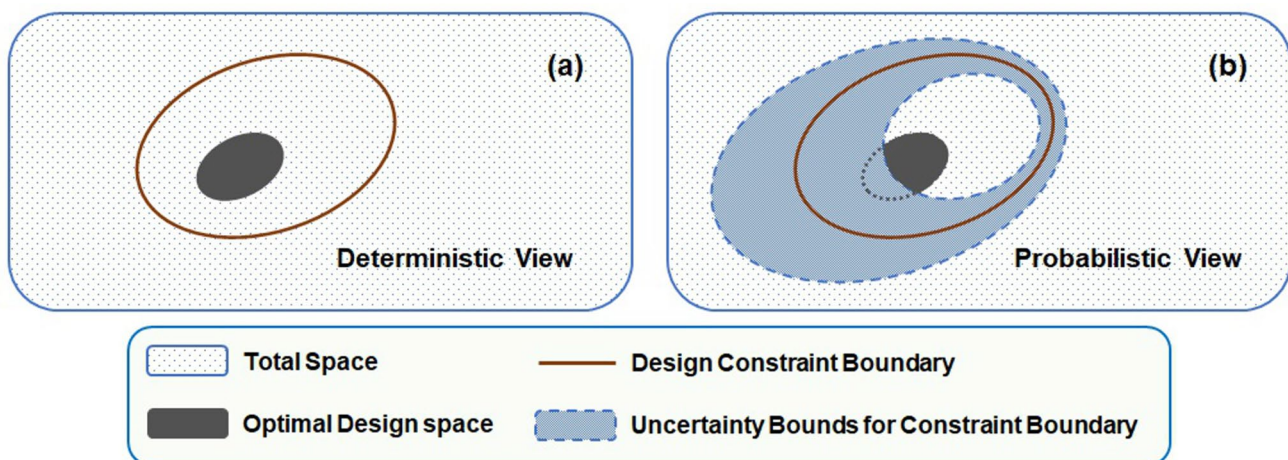 (a)
Deterministic View
(b)
Probabilistic View
Total Space
Design Constraint Boundary
Optimal Design space
Uncertainty Bounds for Constraint Boundary